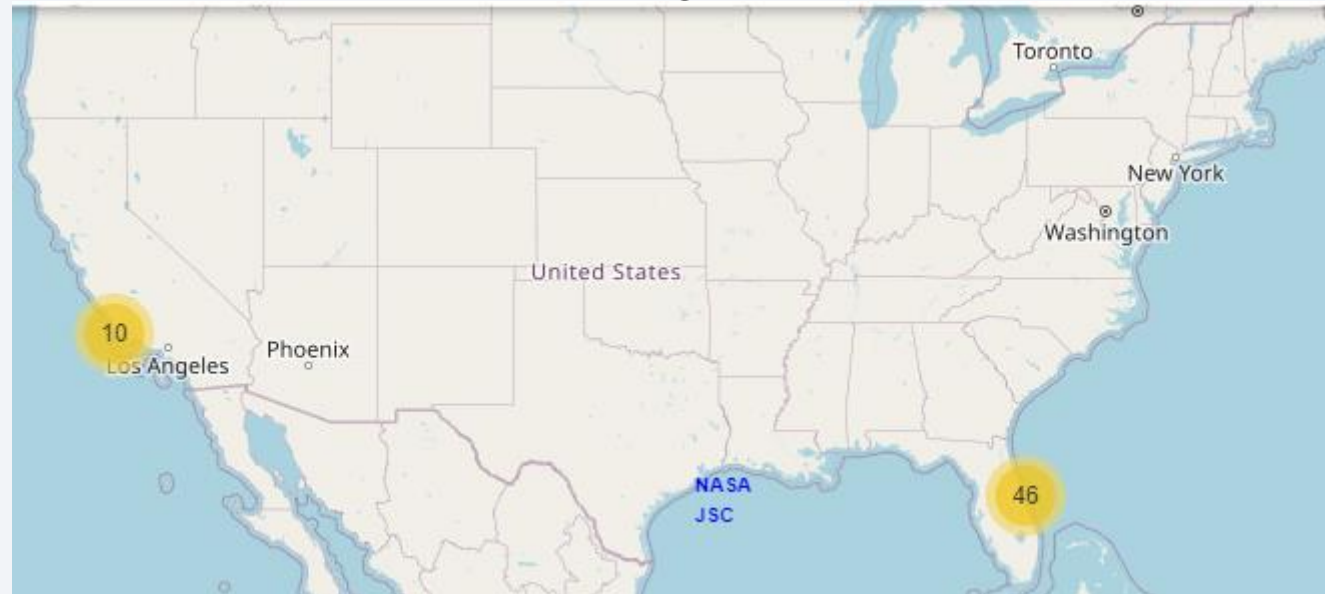 Toronto
New York
Washington
United States
10
Phoenix
Los Angeles
NASA
JSC
46